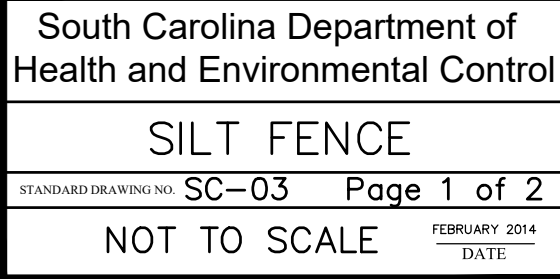 South Carolina Department of
Health and Environmental Control
SILT FENCE
STANDARD DRAWING NO. SC-03 Page 1 of 2
NOT TO SCALE FEBRUARY 2014
DATE